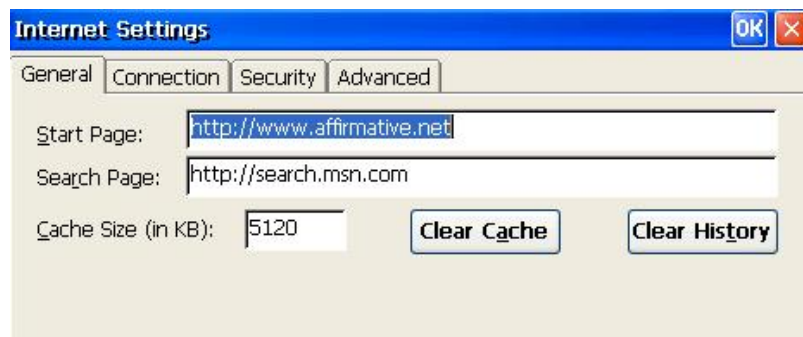 Internet Settings OK
General Connection Security Advanced
Start Page: http://www.affirmative.net
Search Page: http://search.msn.com
Cache Size (in KB): 5120 Clear Cache Clear History